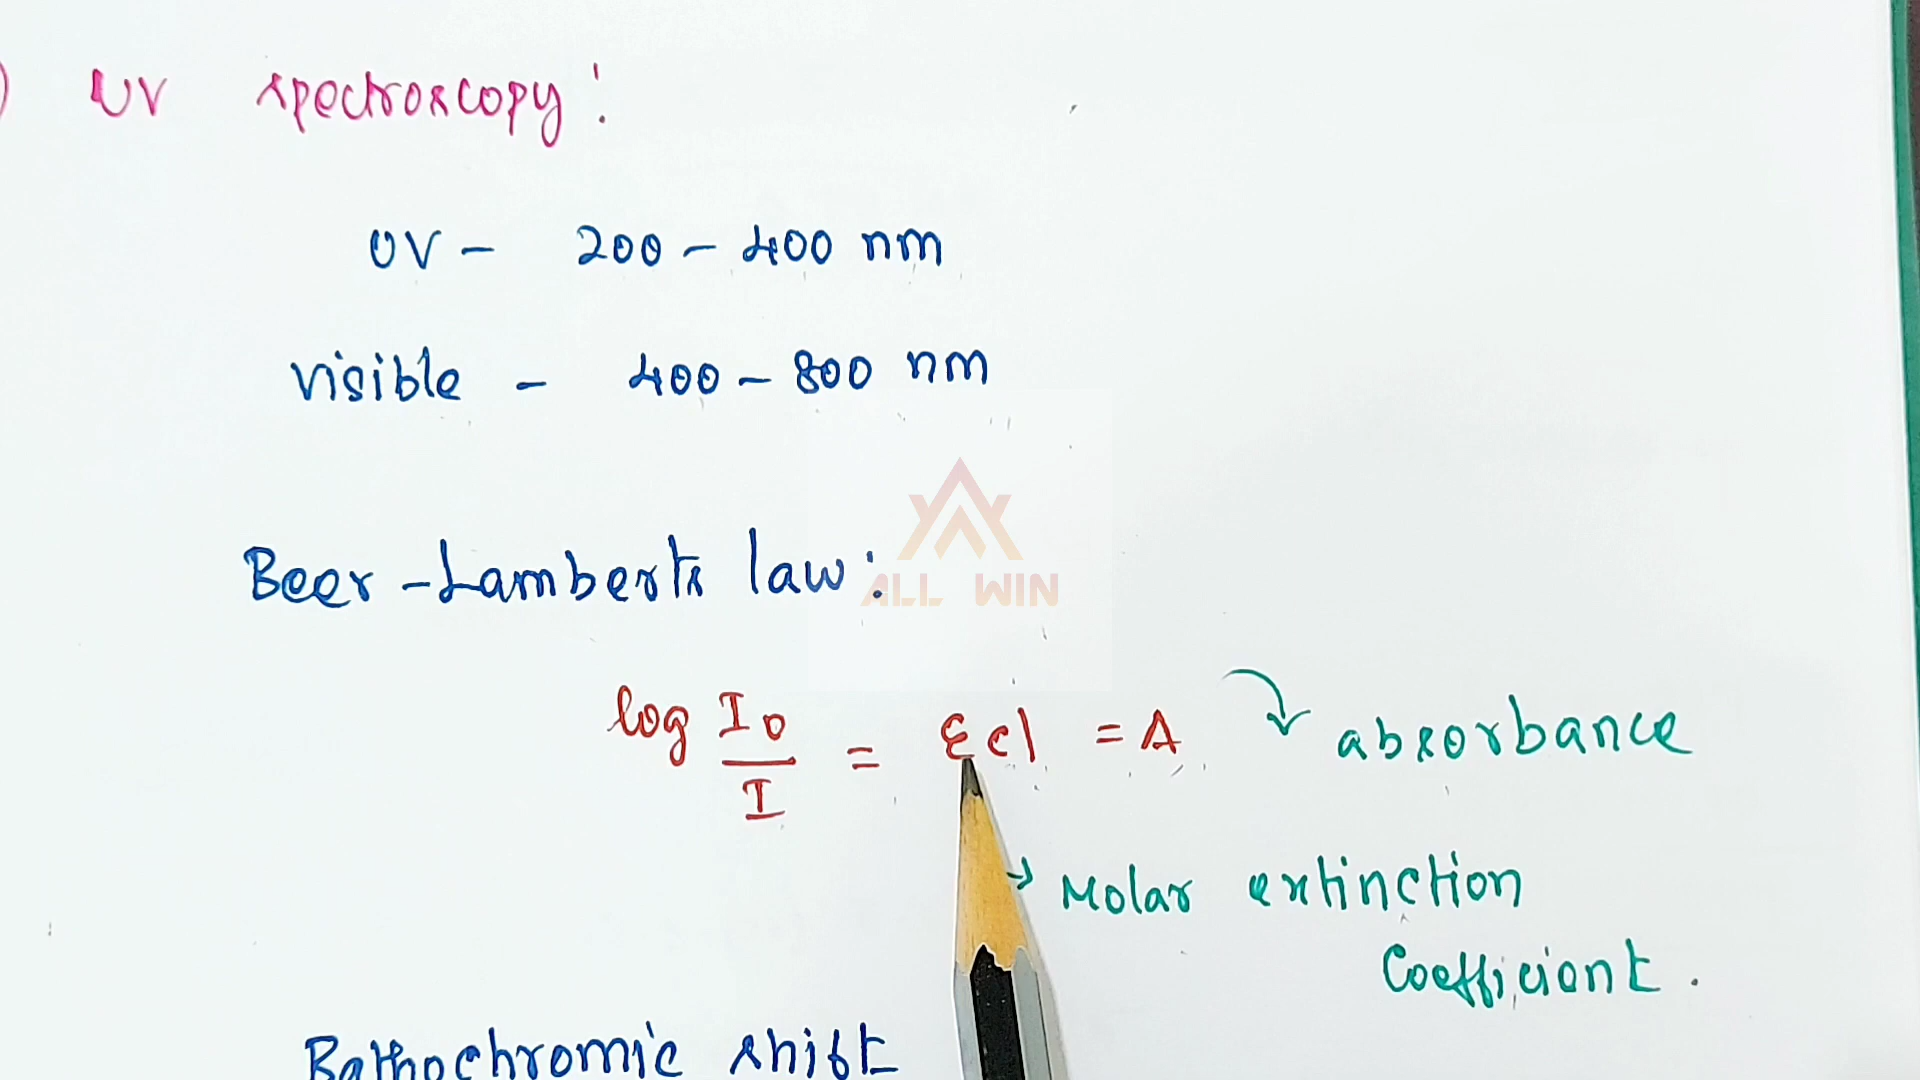 ) UV spectroscopy:
UV - 200 - 400 nm
visible - 400 - 800 nm
ALL WIN
Beer - Lamberts law:
log I0/I = εcl = A → absorbance
→ Molar extinction
coefficient.
Bathochromic shift